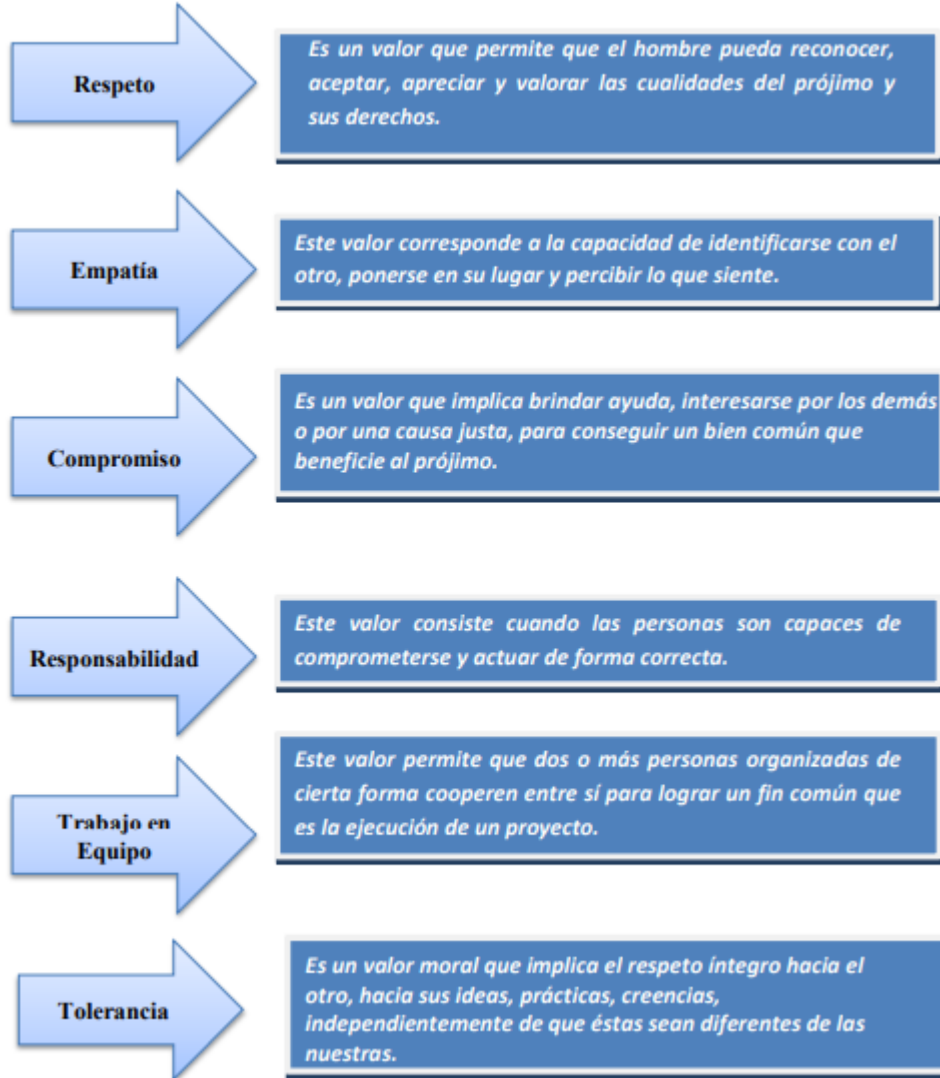 Respeto
Es un valor que permite que el hombre pueda reconocer,
aceptar, apreciar y valorar las cualidades del prójimo y
sus derechos.
Empatía
Este valor corresponde a la capacidad de identificarse con el
otro, ponerse en su lugar y percibir lo que siente.
Compromiso
Es un valor que implica brindar ayuda, interesarse por los demás
o por una causa justa, para conseguir un bien común que
beneficie al prójimo.
Responsabilidad
Este valor consiste cuando las personas son capaces de
comprometerse y actuar de forma correcta.
Trabajo en
Equipo
Este valor permite que dos o más personas organizadas de
cierta forma cooperen entre sí para lograr un fin común que
es la ejecución de un proyecto.
Tolerancia
Es un valor moral que implica el respeto íntegro hacia el
otro, hacia sus ideas, prácticas, creencias,
independientemente de que éstas sean diferentes de las
nuestras.